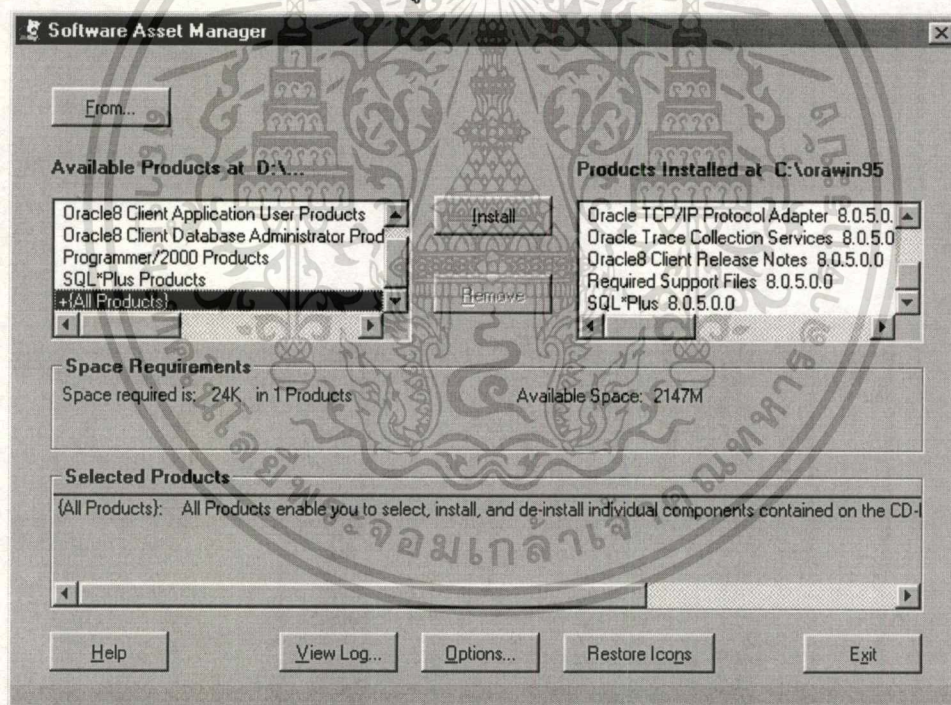 Software Asset Manager
From...
Available Products at D:\...
Oracle8 Client Application User Products
Oracle8 Client Database Administrator Prod
Programmer/2000 Products
SQL*Plus Products
+{All Products}
Install
Remove
Products Installed at C:\orawin95
Oracle TCP/IP Protocol Adapter 8.0.5.0.
Oracle Trace Collection Services 8.0.5.0
Oracle8 Client Release Notes 8.0.5.0.0
Required Support Files 8.0.5.0.0
SQL*Plus 8.0.5.0.0
Space Requirements
Space required is: 24K in 1 Products
Available Space: 2147M
Selected Products
{All Products}: All Products enable you to select, install, and de-install individual components contained on the CD-
Help
View Log...
Options...
Restore Icons
Exit